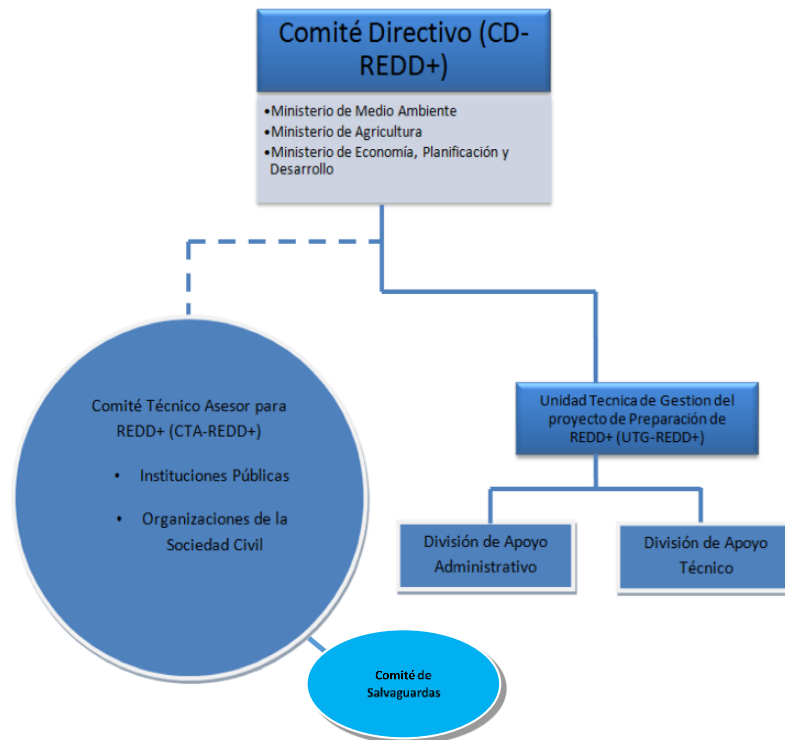 Comité Directivo (CD-
REDD+)
•Ministerio de Medio Ambiente
•Ministerio de Agricultura
•Ministerio de Economía, Planificación y
Desarrollo
Comité Técnico Asesor para
REDD+ (CTA-REDD+)
• Instituciones Públicas
• Organizaciones de la
Sociedad Civil
Unidad Tecnica de Gestion del
proyecto de Preparación de
REDD+ (UTG-REDD+)
División de Apoyo
Administrativo
División de Apoyo
Técnico
Comité de
Salvaguardas